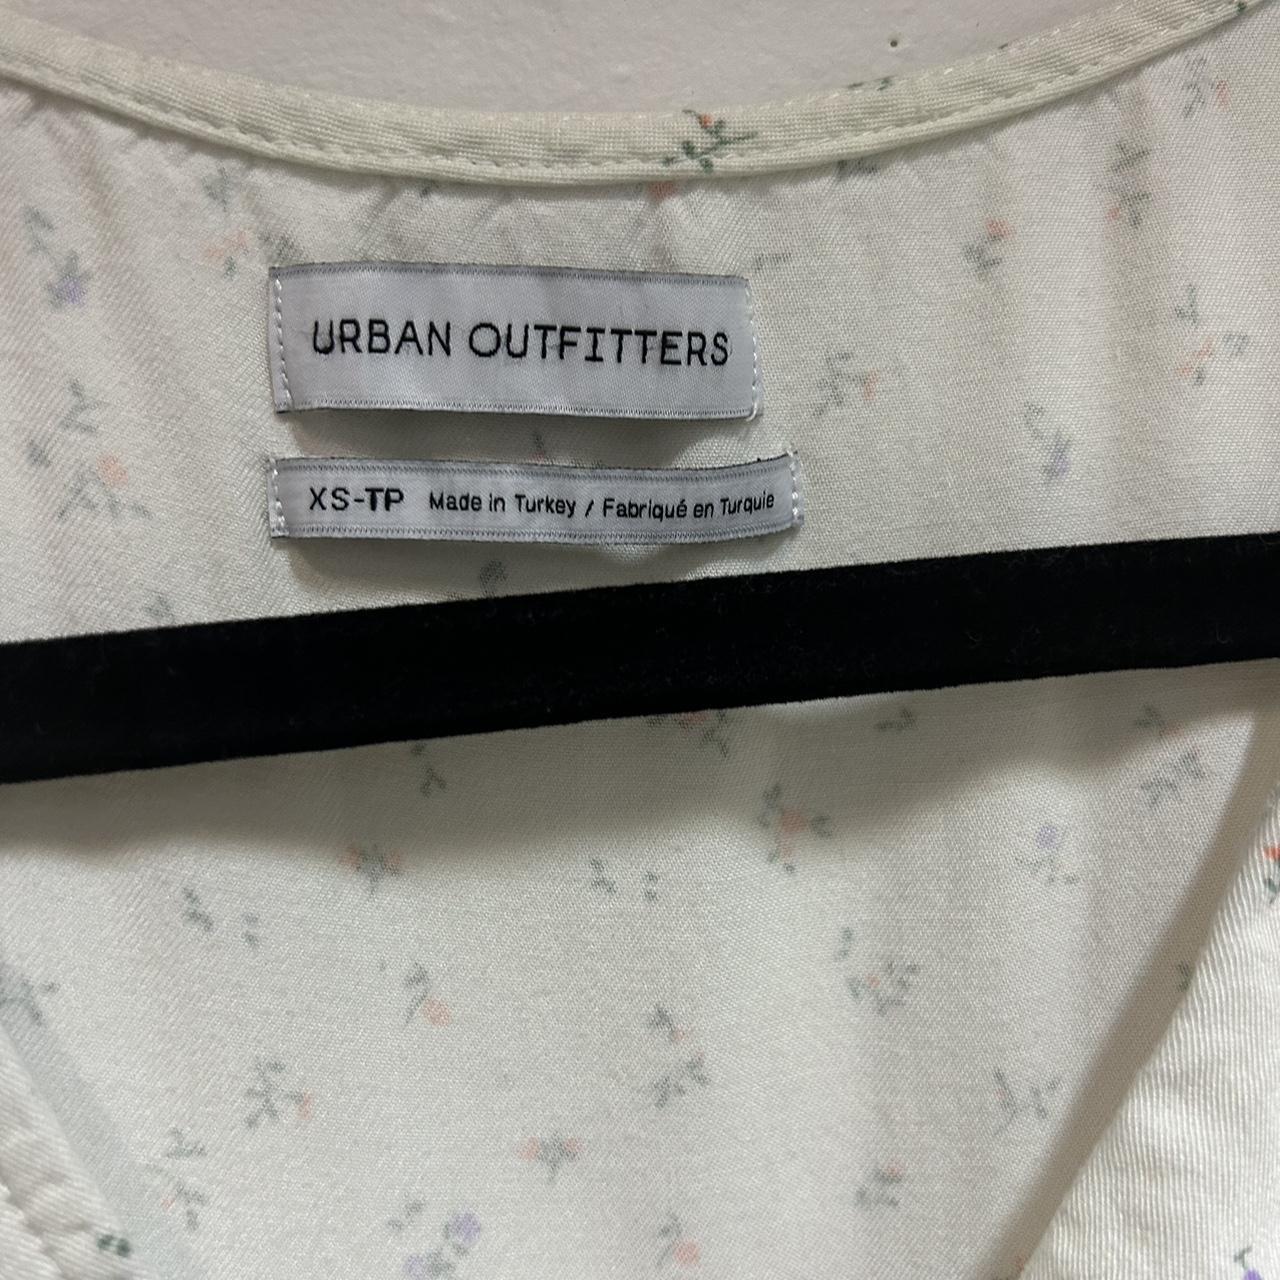 URBAN OUTFITTERS
XS-TP Made in Turkey / Fabriqué en Turquie